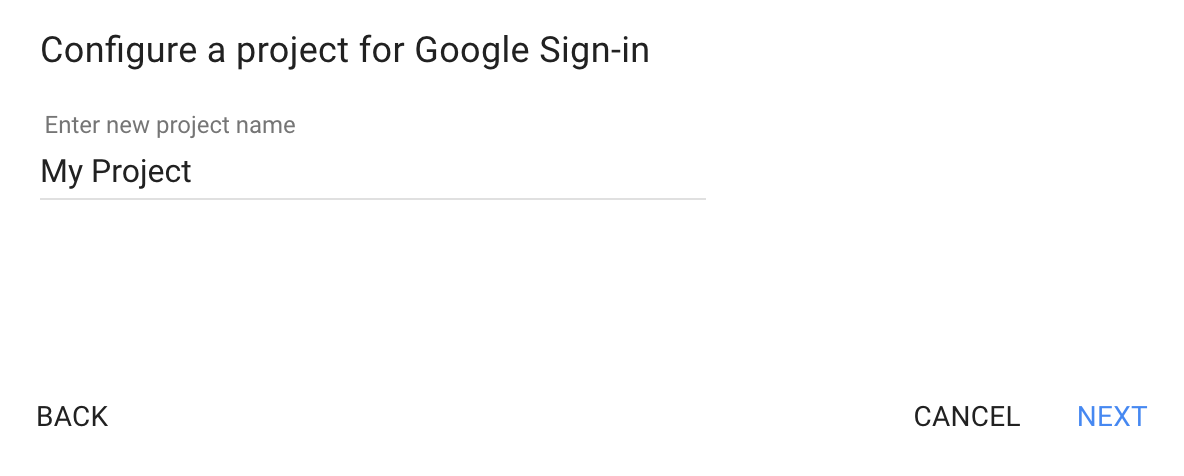 Configure a project for Google Sign-in
Enter new project name
My Project
BACK
CANCEL
NEXT